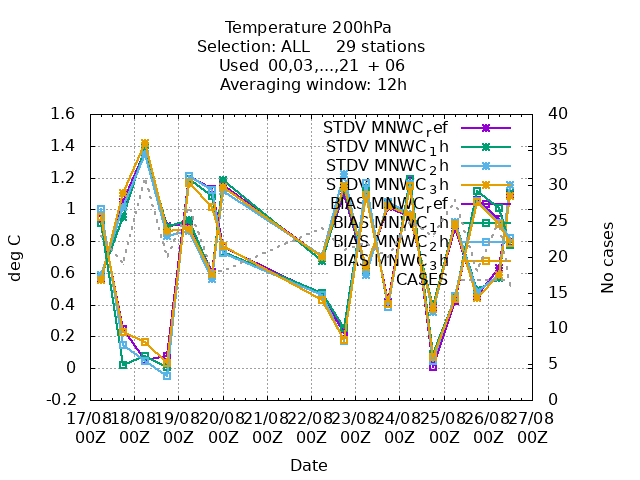 Temperature 200hPa
Selection: ALL     29 stations
Used  00,03,...,21  + 06
Averaging window: 12h
1.6
1.4
1.2
1
0.8
0.6
0.4
0.2
0
-0.2
deg C
40
35
30
25
20
15
10
5
0
No cases
STDV MNWC_ref
STDV MNWC_1h
STDV MNWC_2h
STDV MNWC_3h
BIAS MNWC_ref
BIAS MNWC_1h
BIAS MNWC_2h
BIAS MNWC_3h
CASES
17/08 18/08 19/08 20/08 21/08 22/08 23/08 24/08 25/08 26/08 27/08
00Z 00Z 00Z 00Z 00Z 00Z 00Z 00Z 00Z 00Z 00Z
Date